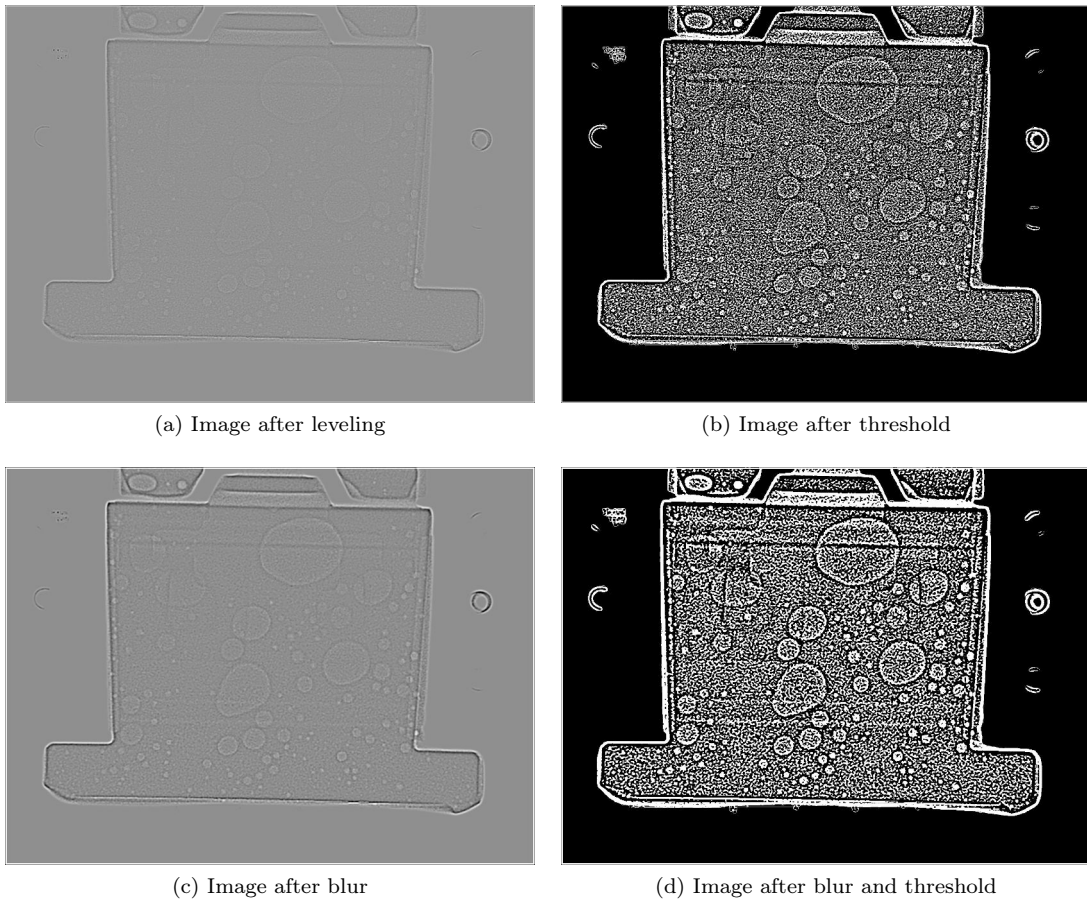 (a) Image after leveling
(b) Image after threshold
(c) Image after blur
(d) Image after blur and threshold